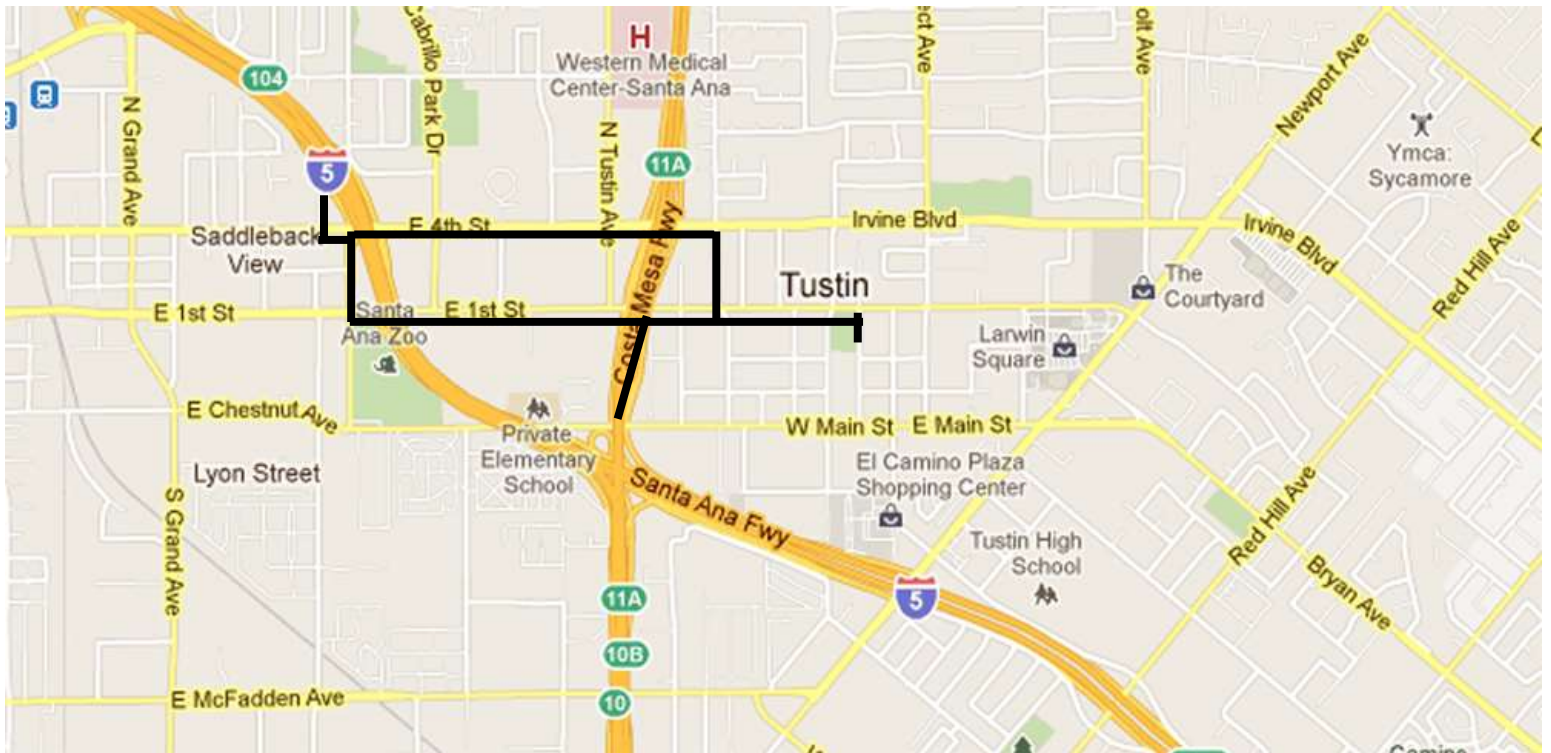 Cabrillo Park Dr
H
Western Medical
Center-Santa Ana
104
N Grand Ave
5
N Tustin Ave
11A
Costa Mesa Fwy
ect Ave
olt Ave
Newport Ave
Ymca:
Sycamore
Saddleback
View
E 4th St
Irvine Blvd
Irvine Blvd
Red Hill Ave
E 1st St
Santa
Ana Zoo
E 1st St
Tustin
The
Courtyard
Larwin
Square
E Chestnut Ave
Private
Elementary
School
W Main St
E Main St
Lyon Street
El Camino Plaza
Shopping Center
Santa Ana Fwy
S Grand Ave
Tustin High
School
Red Hill Ave
Bryan Ave
5
11A
10B
10
E McFadden Ave